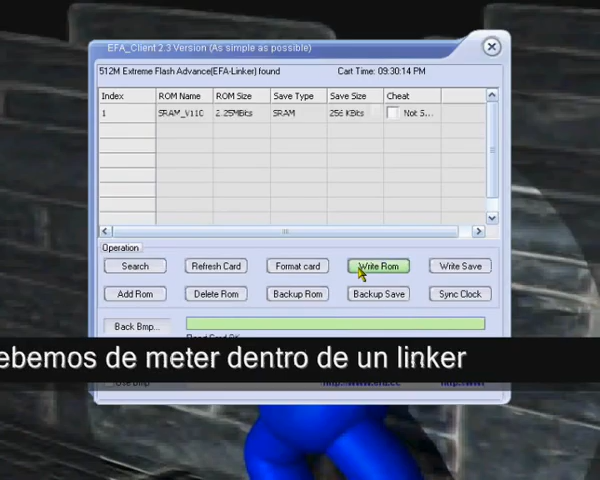 EFA_Client 2.3 Version (As simple as possible)
512M Extreme Flash Advance(EFA-Linker) found Cart Time: 09:30:14 PM
Index ROM Name ROM Size Save Type Save Size Cheat
1 SRAM_V110 2.25MBits SRAM 256 KBits Not S...
Operation
Search Refresh Card Format card Write Rom Write Save
Add Rom Delete Rom Backup Rom Backup Save Sync Clock
Back Bmp...
ebemos de meter dentro de un linker